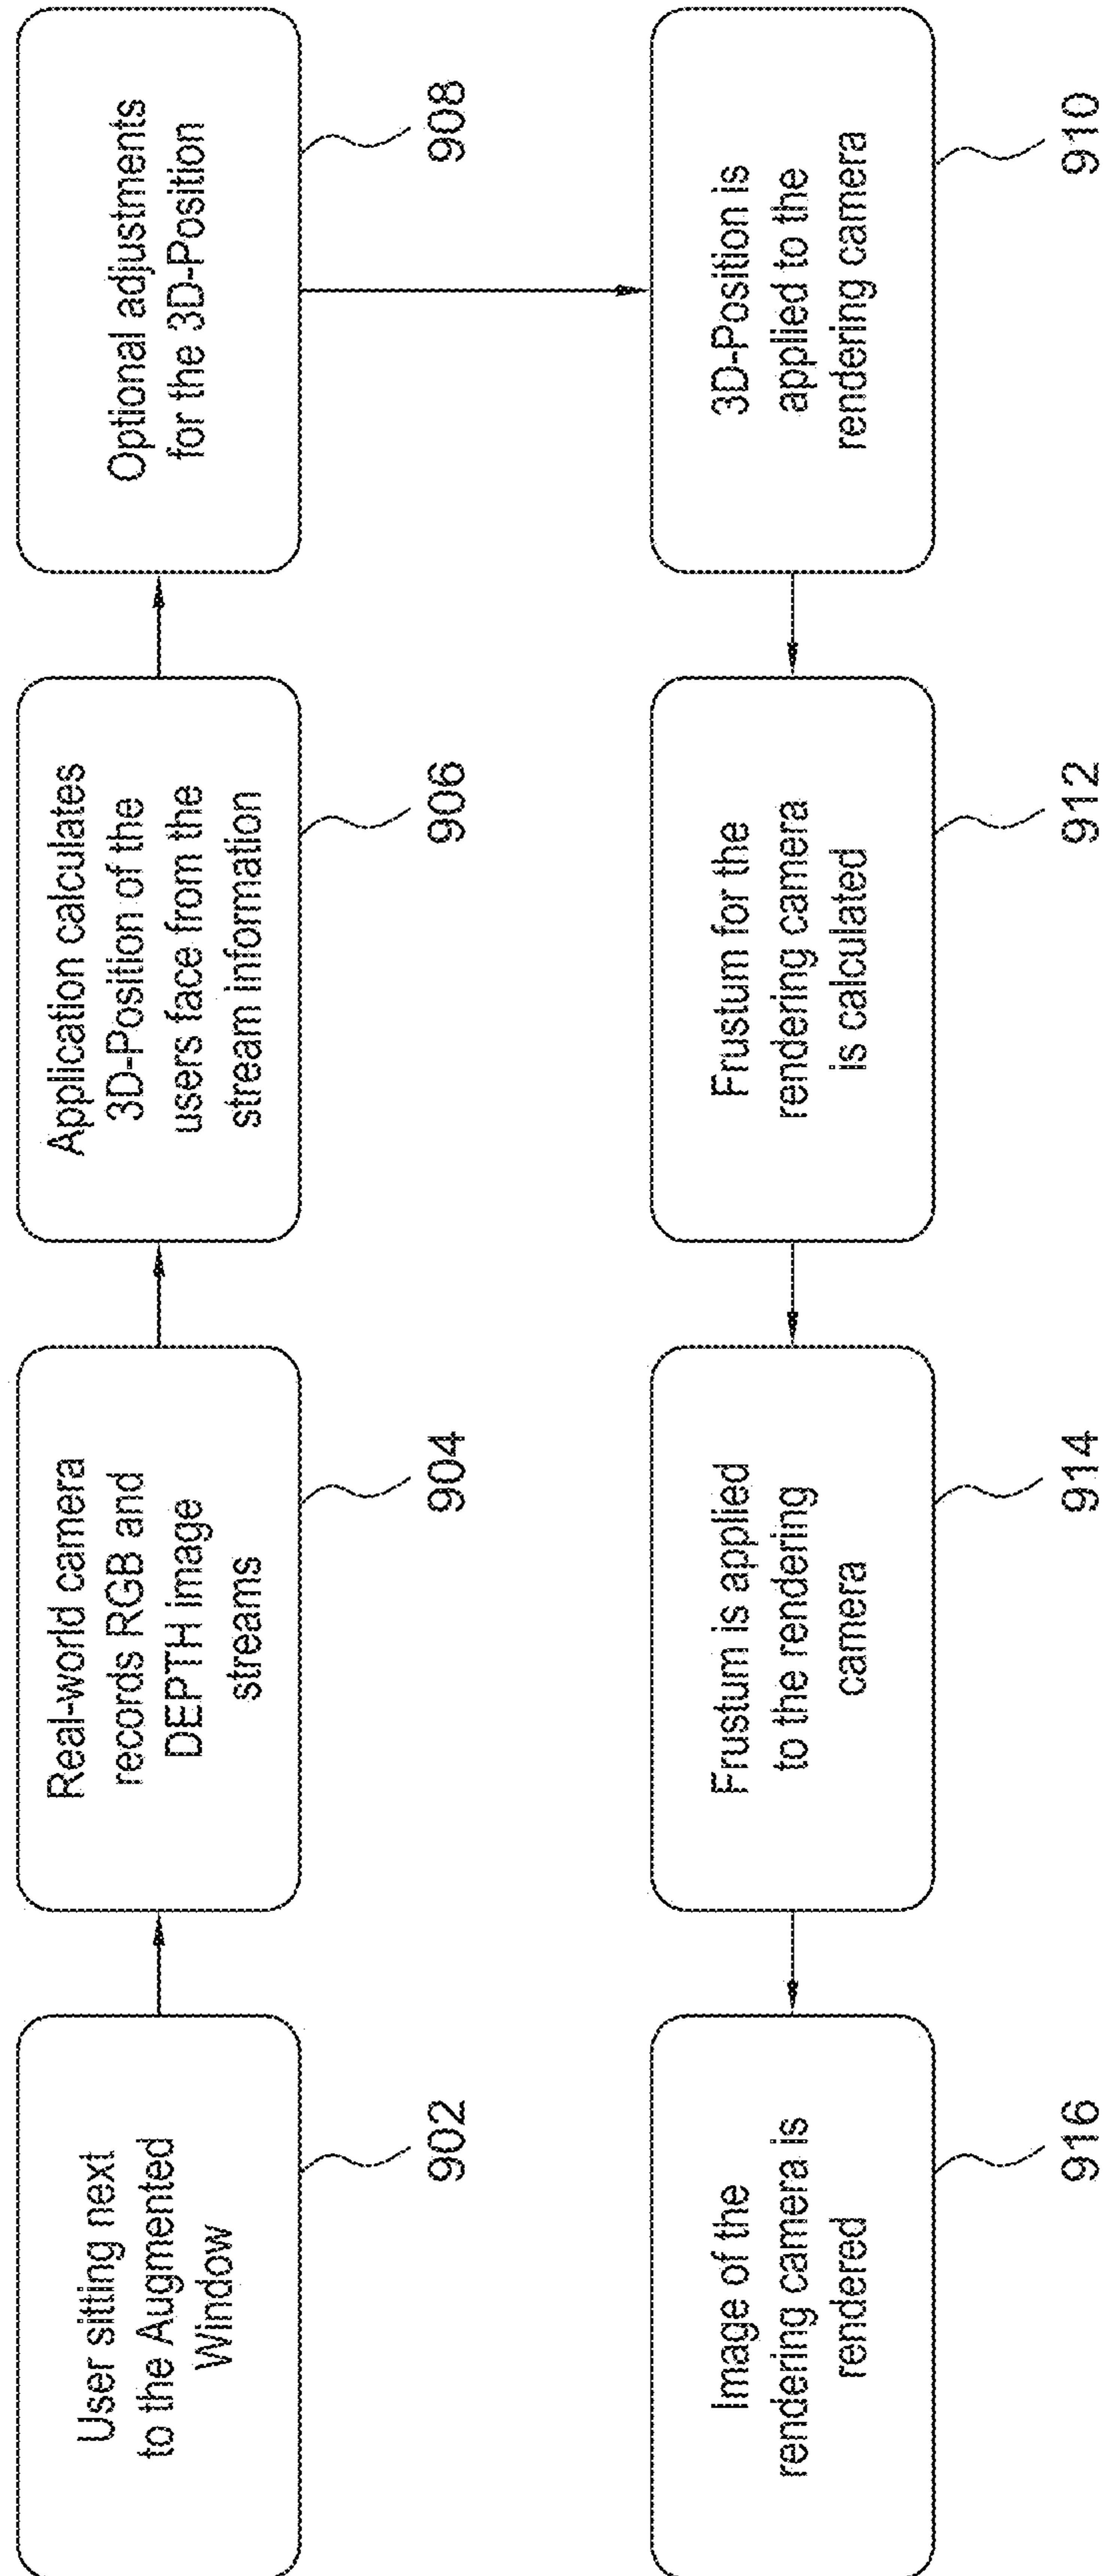 User sitting next
to the Augmented
Window
902
Real-world camera
records RGB and
DEPTH image
streams
904
Application calculates
3D-Position of the
users face from the
stream information
906
Optional adjustments
for the 3D-Position
908
3D-Position is
applied to the
rendering camera
910
Frustum for the
rendering camera
is calculated
912
Frustum is applied
to the rendering
camera
914
Image of the
rendering camera is
rendered
916